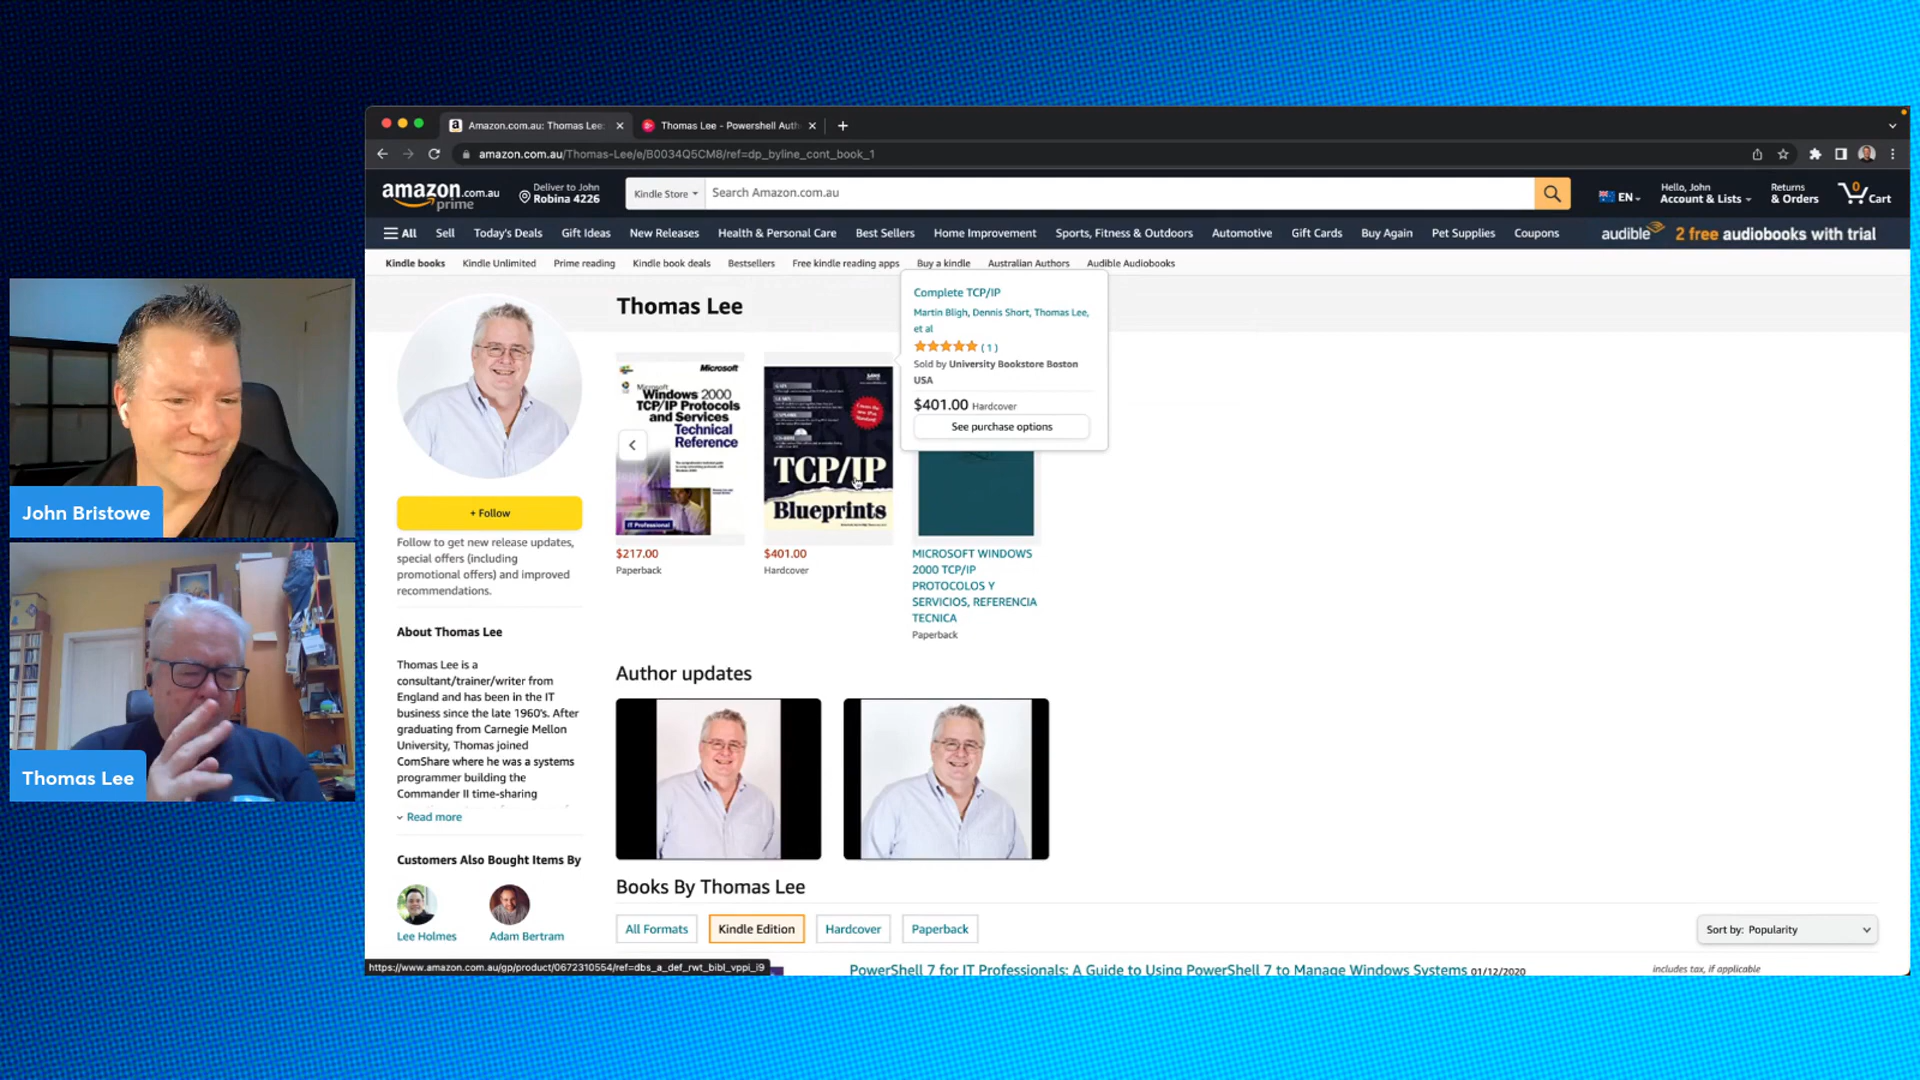 Amazon.com.au: Thomas Lee:
Thomas Lee - Powershell Auth
amazon.com.au/Thomas-Lee/e/B0034Q5CM8/ref=dp_byline_cont_book_1
amazon.com.au
prime
Deliver to John
Robina 4226
Kindle Store
Search Amazon.com.au
EN
Hello, John
Account & Lists
Returns
& Orders
0
Cart
All
Sell
Today's Deals
Gift Ideas
New Releases
Health & Personal Care
Best Sellers
Home Improvement
Sports, Fitness & Outdoors
Automotive
Gift Cards
Buy Again
Pet Supplies
Coupons
audible
2 free audiobooks with trial
Kindle books
Kindle Unlimited
Prime reading
Kindle book deals
Bestsellers
Free kindle reading apps
Buy a kindle
Australian Authors
Audible Audiobooks
Thomas Lee
Complete TCP/IP
Martin Bligh, Dennis Short, Thomas Lee,
et al
(1)
Sold by University Bookstore Boston
USA
$401.00 Hardcover
See purchase options
Microsoft
Microsoft
Windows 2000
TCP/IP Protocols
and Services
Technical
Reference
IT Professional
TCP/IP
Blueprints
$217.00
Paperback
$401.00
Hardcover
MICROSOFT WINDOWS
2000 TCP/IP
PROTOCOLOS Y
SERVICIOS, REFERENCIA
TECNICA
Paperback
+ Follow
Follow to get new release updates,
special offers (including
promotional offers) and improved
recommendations.
About Thomas Lee
Thomas Lee is a
consultant/trainer/writer from
England and has been in the IT
business since the late 1960's. After
graduating from Carnegie Mellon
University, Thomas joined
ComShare where he was a systems
programmer building the
Commander II time-sharing
Read more
Customers Also Bought Items By
Lee Holmes
Adam Bertram
Author updates
Books By Thomas Lee
All Formats
Kindle Edition
Hardcover
Paperback
Sort by: Popularity
https://www.amazon.com.au/gp/product/0672310554/ref=dbs_a_def_rwt_bibl_vppi_i9
PowerShell 7 for IT Professionals: A Guide to Using PowerShell 7 to Manage Windows Systems 01/12/2020
includes tax, if applicable
John Bristowe
Thomas Lee